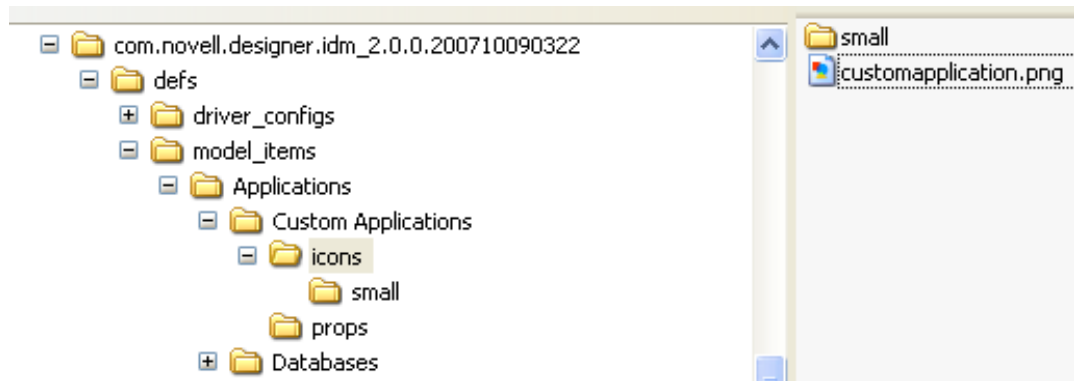 com.novell.designer.idm_2.0.0.200710090322
defs
driver_configs
model_items
Applications
Custom Applications
icons
small
props
Databases
small
customapplication.png